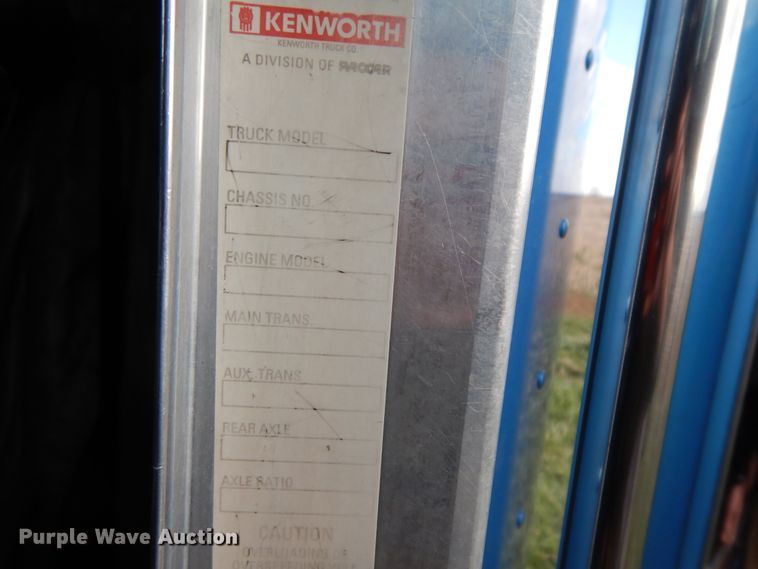 KENWORTH
KENWORTH TRUCK CO.
A DIVISION OF PACCAR
TRUCK MODEL
CHASSIS NO.
ENGINE MODEL
MAIN TRANS.
AUX. TRANS.
REAR AXLE
AXLE RATIO
CAUTION
OVERLOADING OR
Purple Wave Auction®